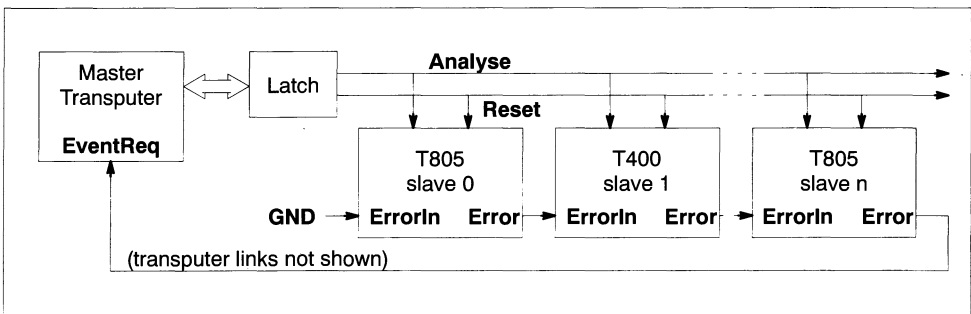 Master
Transputer
EventReq
Latch
Analyse
Reset
T805
slave 0
GND
ErrorIn Error
T400
slave 1
ErrorIn Error
T805
slave n
ErrorIn Error
(transputer links not shown)